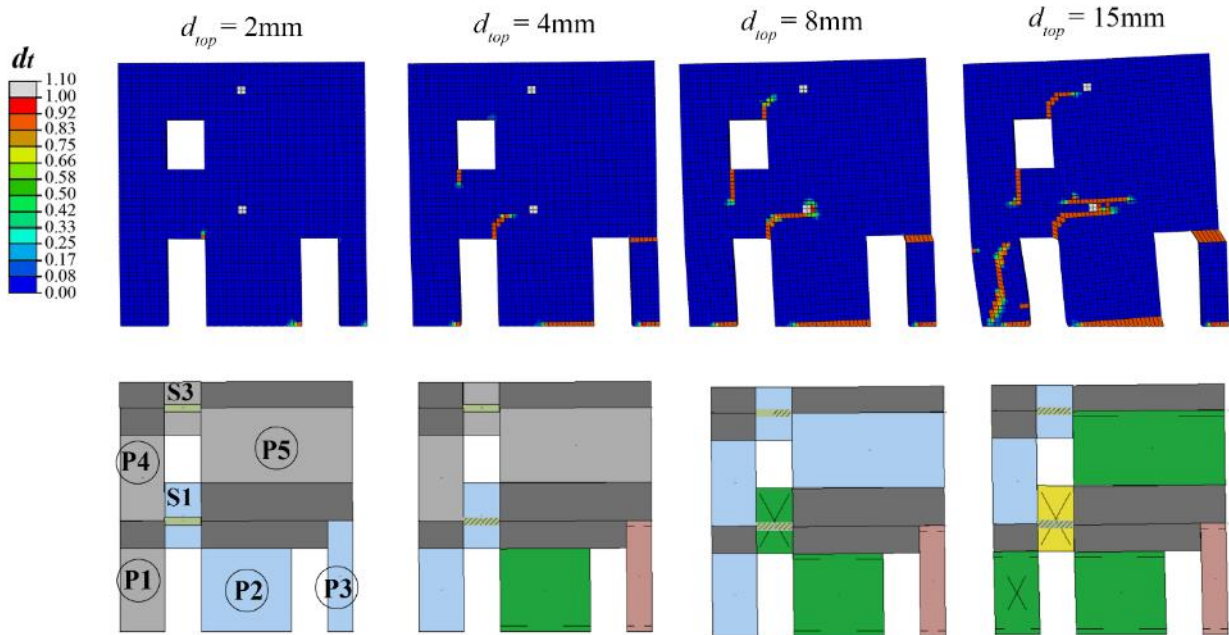 d_top = 2mm d_top = 4mm d_top = 8mm d_top = 15mm
dt
1.10
1.00
0.92
0.83
0.75
0.66
0.58
0.50
0.42
0.33
0.25
0.17
0.08
0.00
S3
P4
P5
S1
P1
P2
P3